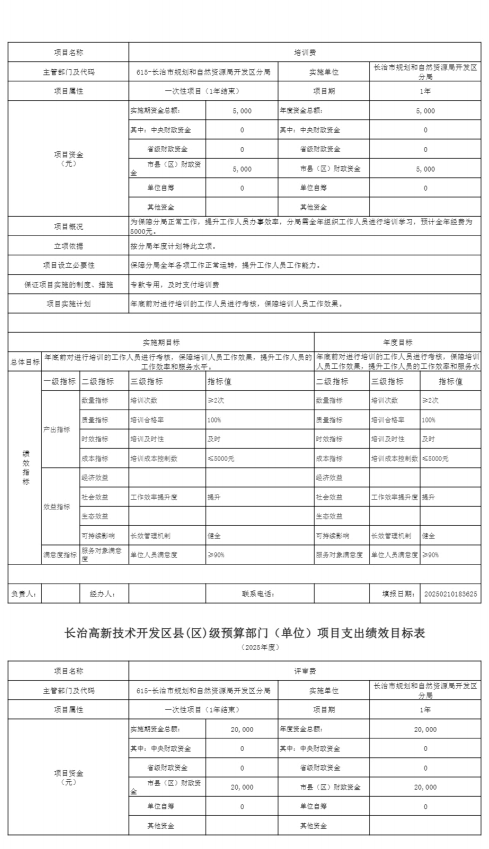 项目名称 培训费
主管部门及代码 615-长治市规划和自然资源局开发区分局 实施单位 长治市规划和自然资源局开发区分局
项目属性 一次性项目（1年结束） 项目期 1年
项目资金（元） 实施期资金总额： 5,000 年度资金总额： 5,000
其中：中央财政资金 0 其中：中央财政资金 0
省级财政资金 0 省级财政资金 0
市县（区）财政资金 5,000 市县（区）财政资金 5,000
单位自筹 0 单位自筹 0
其他资金 其他资金
项目概况 为保障分局正常工作，提升工作人员办事效率，分局需全年组织工作人员进行培训学习，预计全年经费为5000元。
立项依据 按分局年度计划特此立项。
项目设立必要性 保障分局全年各项工作正常运转，提升工作人员工作能力。
保证项目实施的制度、措施 专款专用，及时支付培训费
项目实施计划 年底前对进行培训的工作人员进行考核，保障培训人员工作效果。
实施期目标 年度目标
总体目标 年底前对进行培训的工作人员进行考核，保障培训人员工作效果，提升工作人员的工作效率和服务水平。 年底前对进行培训的工作人员进行考核，保障培训人员工作效果，提升工作人员的工作效率和服务水
绩效指标 一级指标 二级指标 三级指标 指标值 二级指标 三级指标 指标值
产出指标 数量指标 培训次数 ≥2次 数量指标 培训次数 ≥2次
质量指标 培训合格率 100% 质量指标 培训合格率 100%
时效指标 培训及时性 及时 时效指标 培训及时性 及时
成本指标 培训成本控制数 ≤5000元 成本指标 培训成本控制数 ≤5000元
效益指标 经济效益 经济效益
社会效益 工作效率提升度 提升 社会效益 工作效率提升度 提升
生态效益 生态效益
可持续影响 长效管理机制 健全 可持续影响 长效管理机制 健全
满意度指标 服务对象满意度 单位人员满意度 ≥90% 服务对象满意度 单位人员满意度 ≥90%
负责人： 经办人： 联系电话： 填报日期： 20250210183625
长治高新技术开发区县(区)级预算部门（单位）项目支出绩效目标表
（2025年度）
项目名称 评审费
主管部门及代码 615-长治市规划和自然资源局开发区分局 实施单位 长治市规划和自然资源局开发区分局
项目属性 一次性项目（1年结束） 项目期 1年
项目资金（元） 实施期资金总额： 20,000 年度资金总额： 20,000
其中：中央财政资金 0 其中：中央财政资金 0
省级财政资金 0 省级财政资金 0
市县（区）财政资金 20,000 市县（区）财政资金 20,000
单位自筹 0 单位自筹 0
其他资金 其他资金